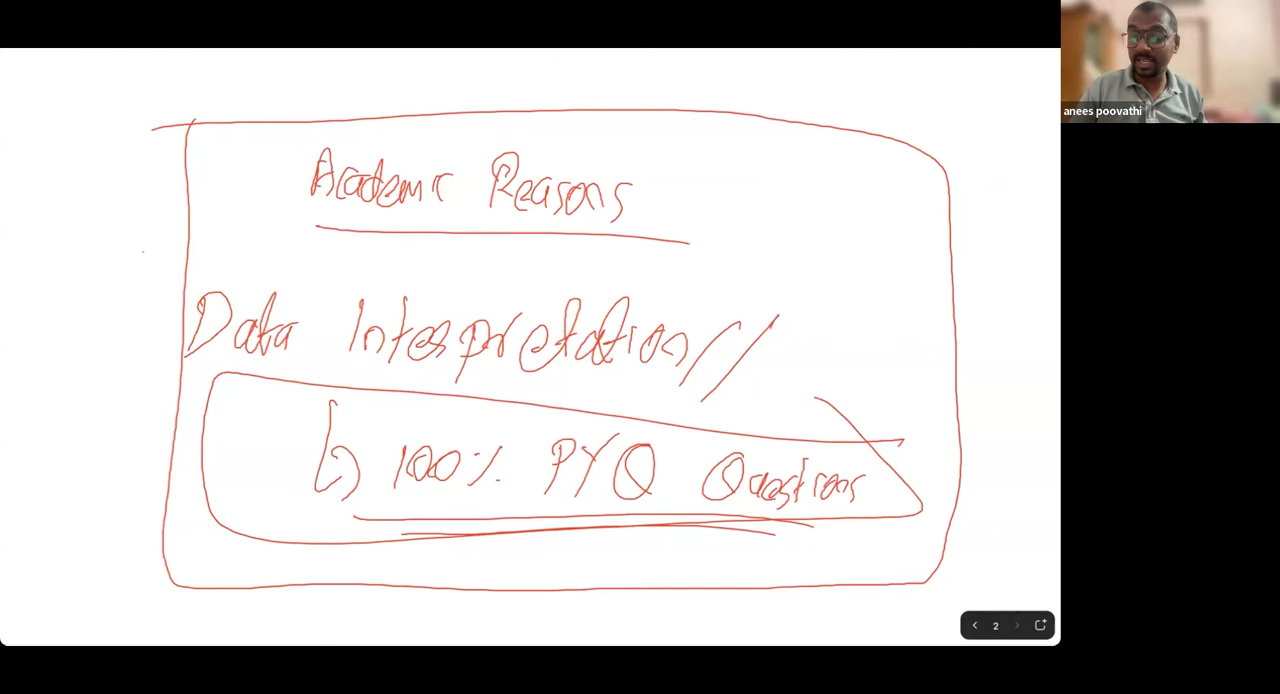 anees poovathi
Academic Reasons
Data Interpretation
100% PYQ Questions
2